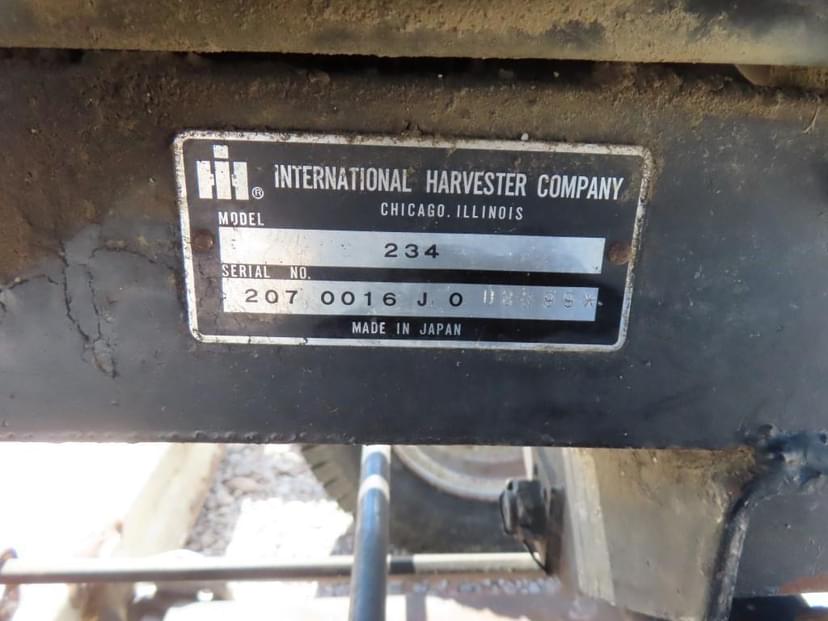 IH ® INTERNATIONAL HARVESTER COMPANY
CHICAGO, ILLINOIS
MODEL
234
SERIAL NO.
207 0016 J 0
MADE IN JAPAN